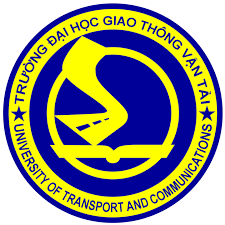 TRƯỜNG ĐẠI HỌC GIAO THÔNG VẬN TẢI
UNIVERSITY OF TRANSPORT AND COMMUNICATIONS